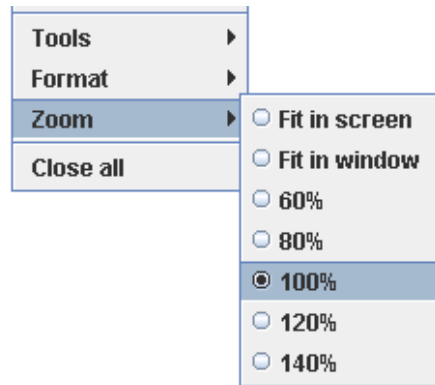 Tools
Format
Zoom
Close all
Fit in screen
Fit in window
60%
80%
100%
120%
140%